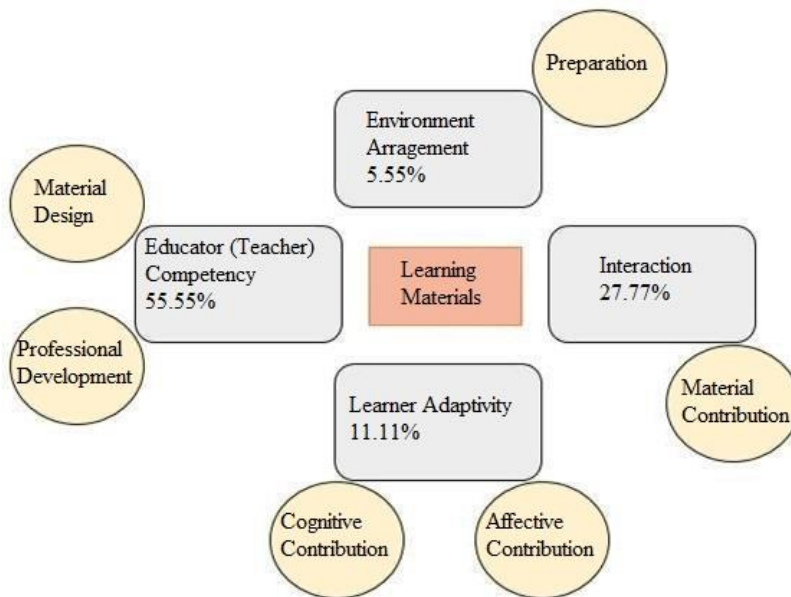 Preparation
Environment
Arragement
5.55%
Material
Design
Educator (Teacher)
Competency
55.55%
Learning
Materials
Interaction
27.77%
Professional
Development
Learner Adaptivity
11.11%
Material
Contribution
Cognitive
Contribution
Affective
Contribution